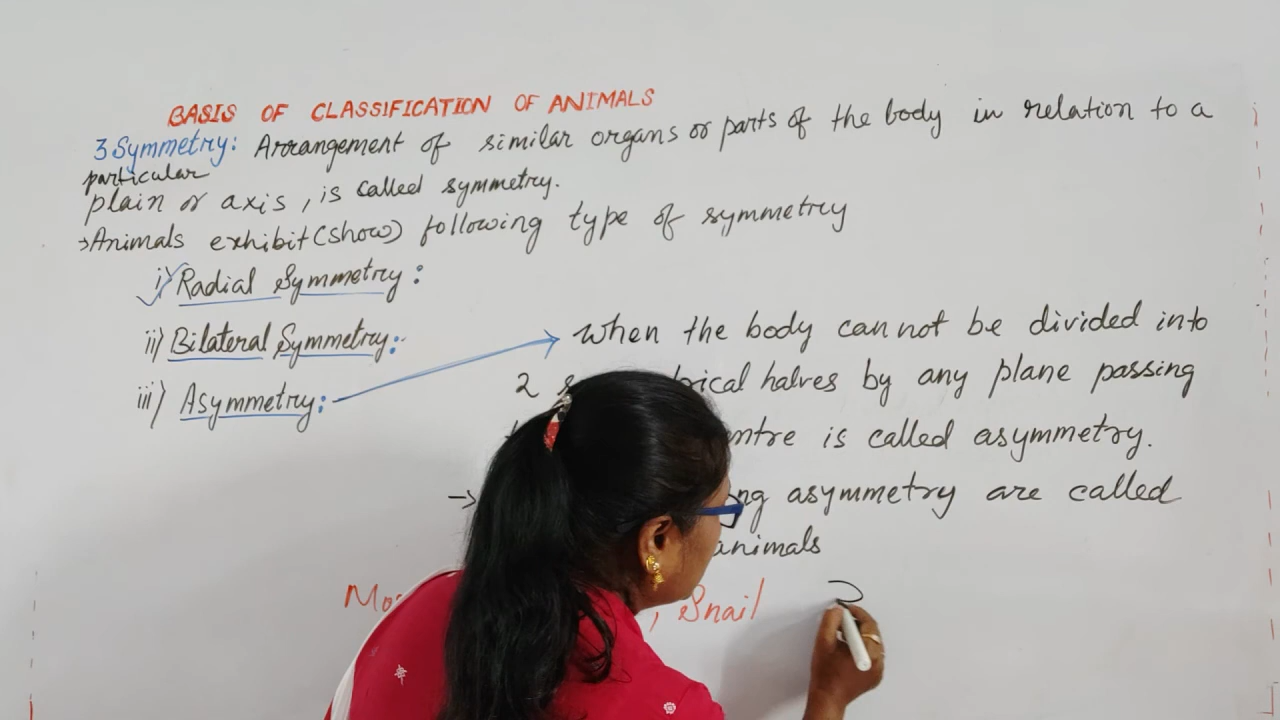 BASIS OF CLASSIFICATION OF ANIMALS
3 Symmetry: Arrangement of similar organs or parts of the body in relation to a
particular
plain or axis, is called symmetry.
→Animals exhibit (show) following type of symmetry
i) Radial Symmetry:
ii) Bilateral Symmetry:-
iii) Asymmetry:
when the body can not be divided into
2 halves by any plane passing
is called asymmetry.
→ asymmetry are called
animals
, Snail